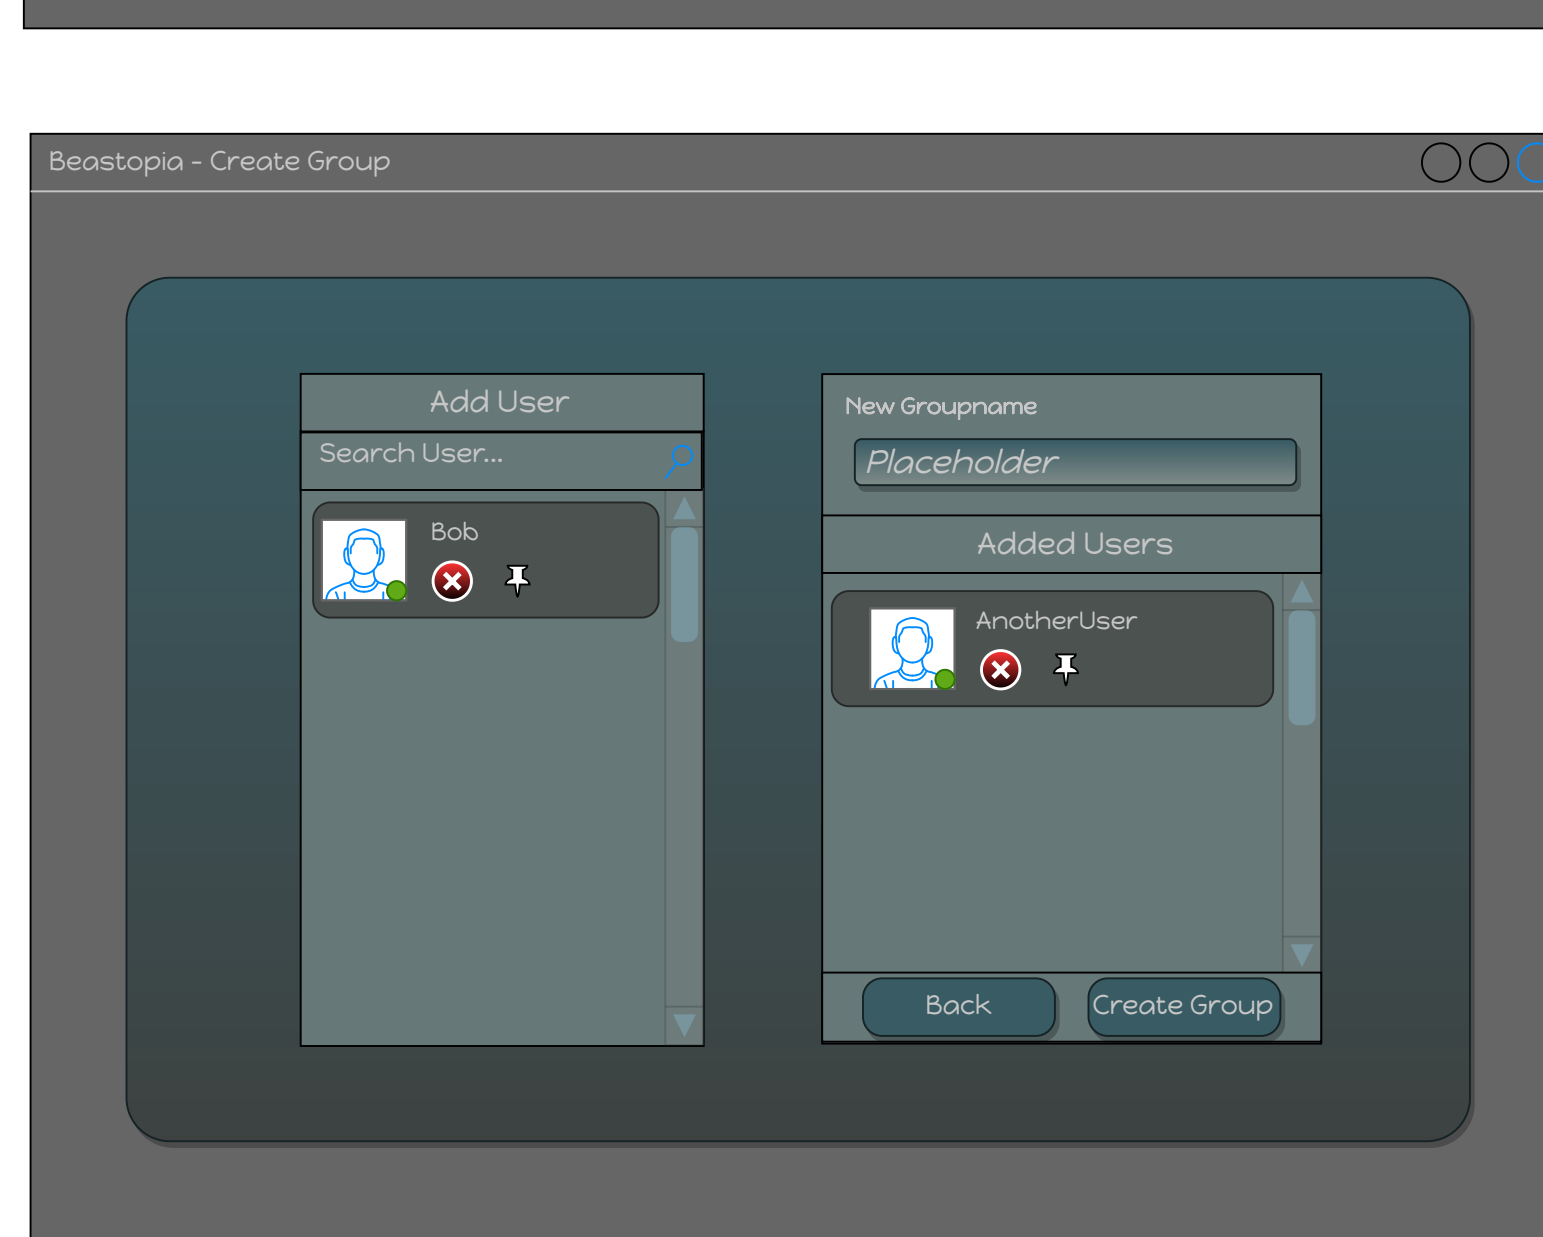 Beastopia - Create Group
Add User
Search User...
Bob
New Groupname
Placeholder
Added Users
AnotherUser
Back
Create Group